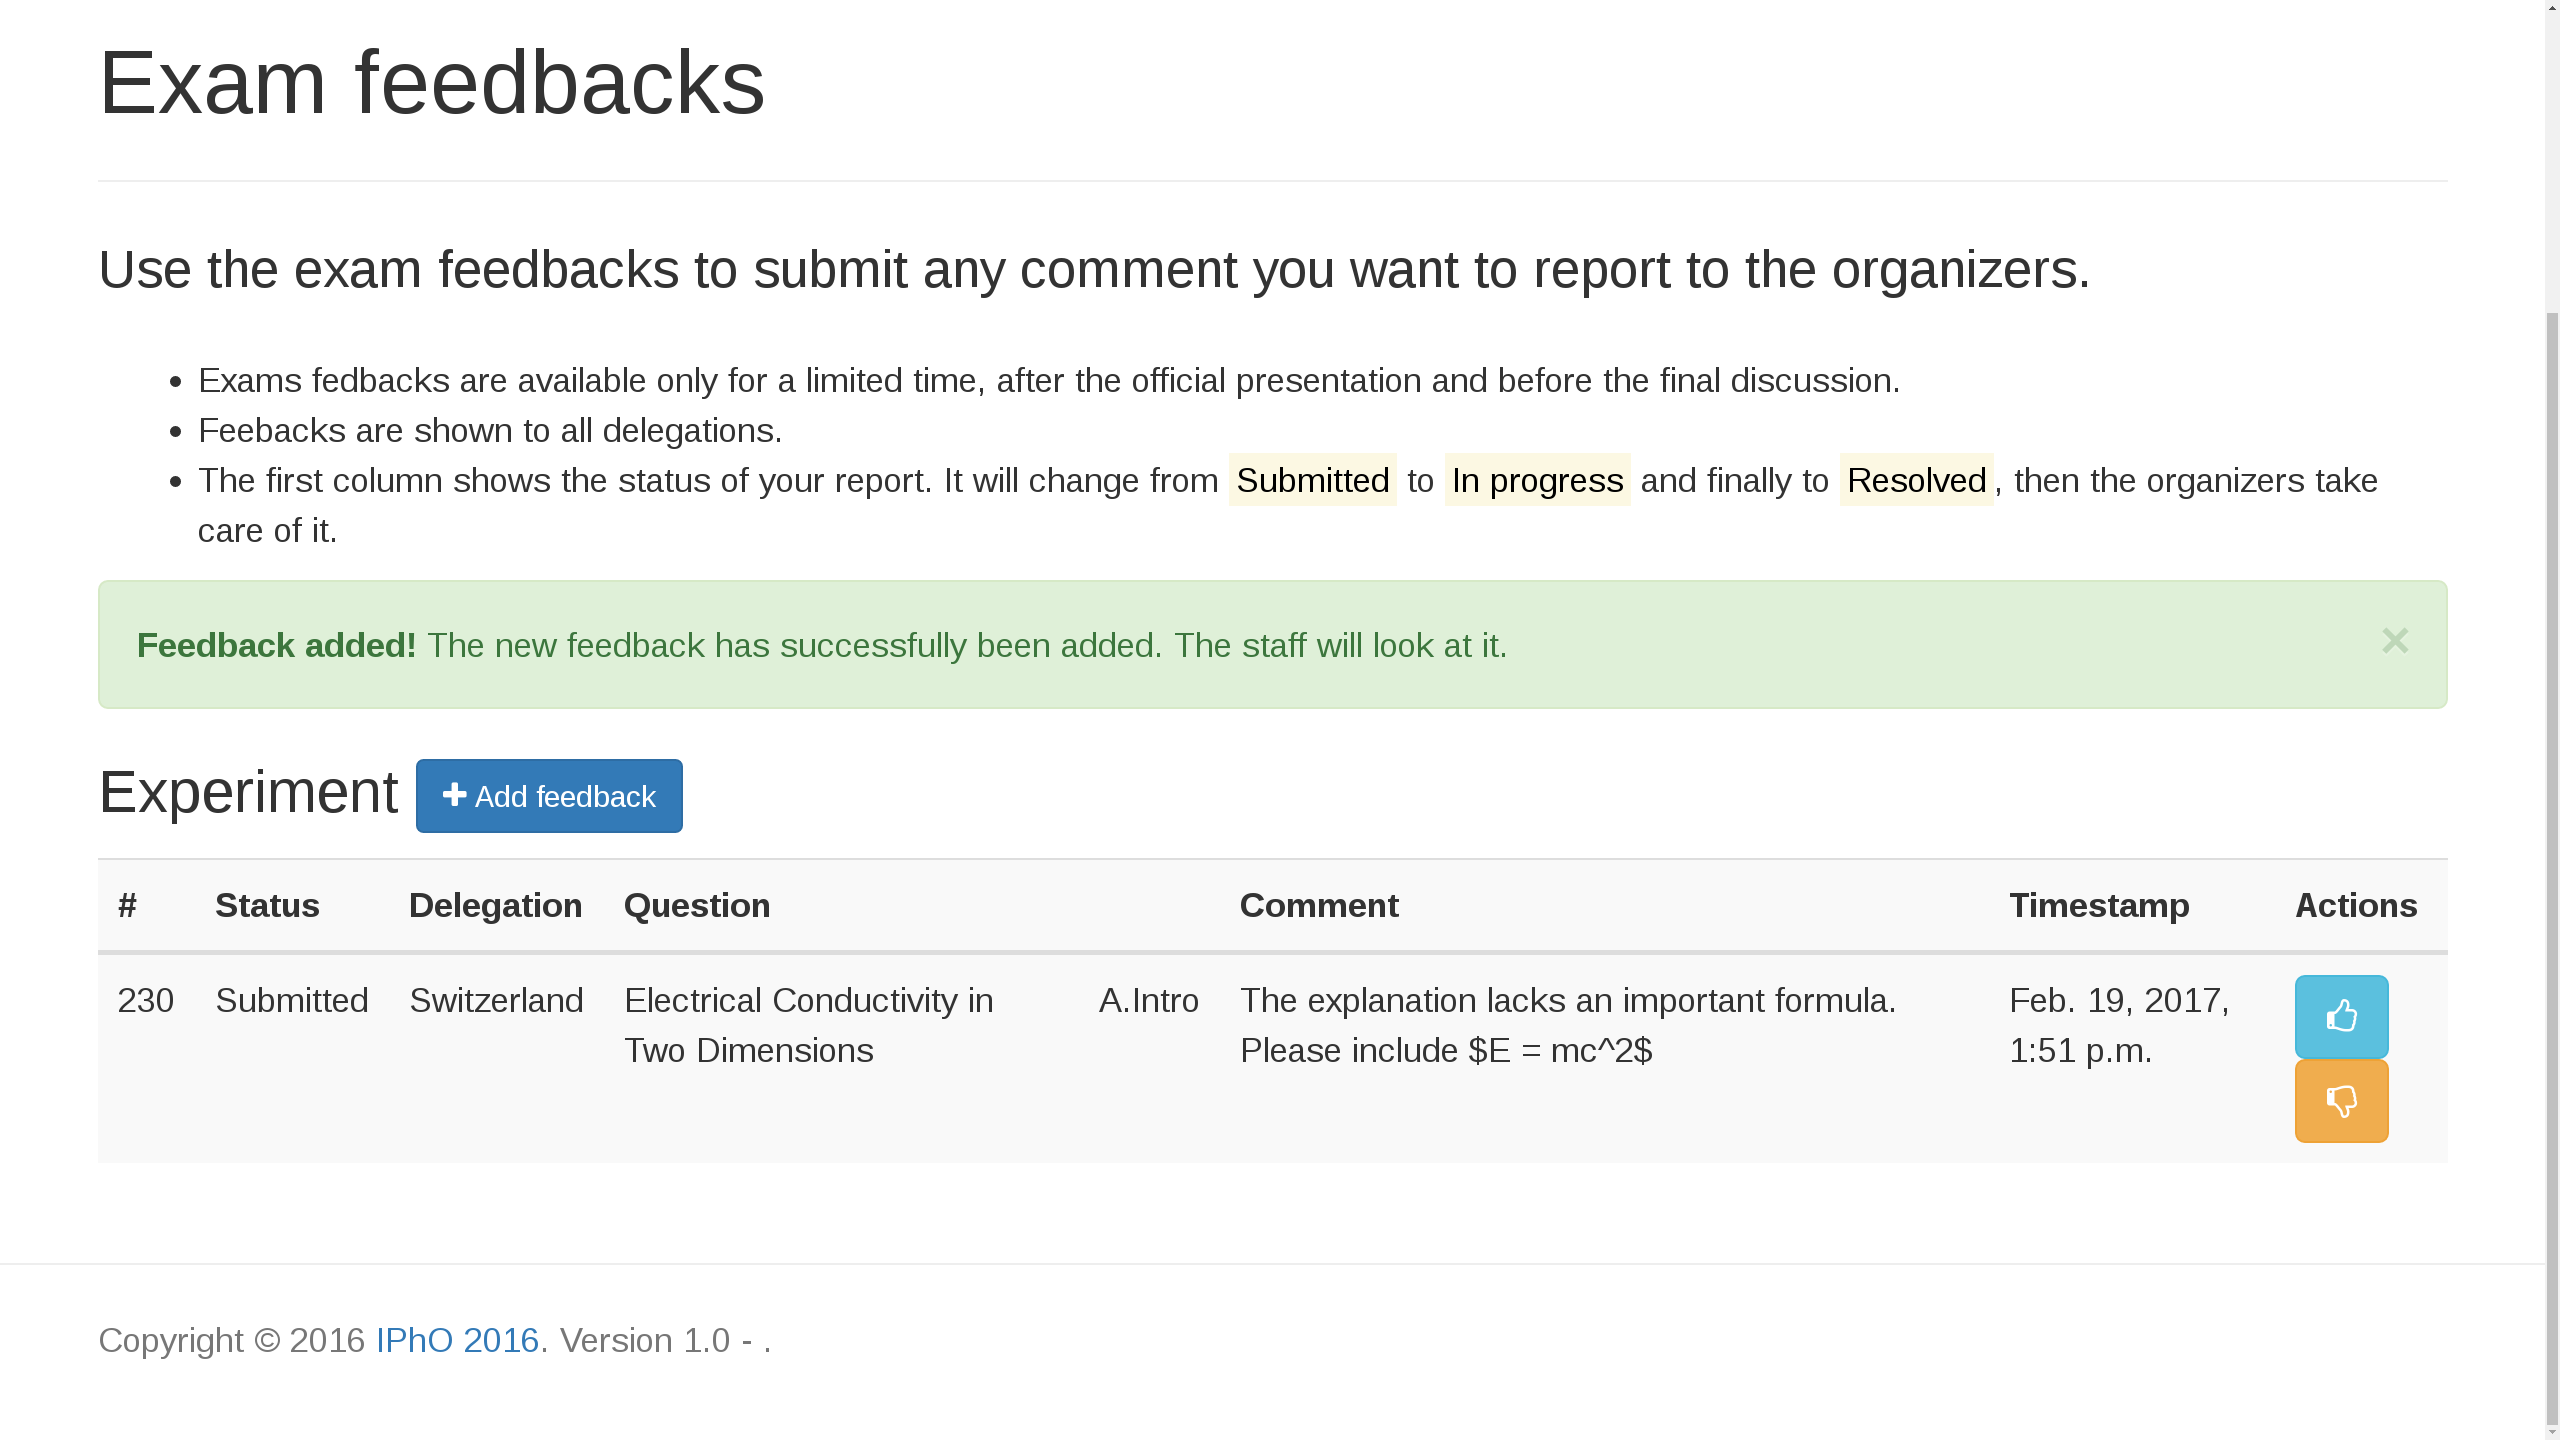 Exam feedbacks
Use the exam feedbacks to submit any comment you want to report to the organizers.
Exams fedbacks are available only for a limited time, after the official presentation and before the final discussion.
Feebacks are shown to all delegations.
The first column shows the status of your report. It will change from Submitted to In progress and finally to Resolved, then the organizers take
care of it.
Feedback added! The new feedback has successfully been added. The staff will look at it. ×
Experiment Add feedback
# Status Delegation Question Comment Timestamp Actions
230 Submitted Switzerland Electrical Conductivity in A.Intro The explanation lacks an important formula. Feb. 19, 2017,
Two Dimensions Please include $E = mc^2$ 1:51 p.m.
Copyright © 2016 IPhO 2016. Version 1.0 - .